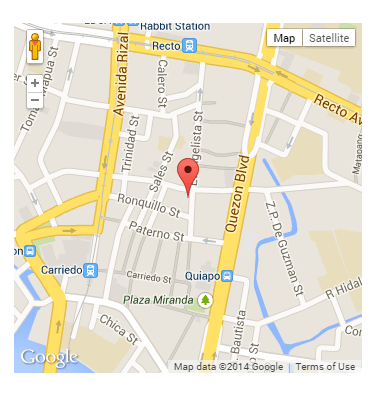 Rabbit Station
Recto
Map
Satellite
Tomas Mapua St
Avenida Rizal
Calero St
Recto Av
Trinidad St
Sales St
Evangelista St
Matapang
Quezon Blvd
Ronquillo St
Paterno St
Z.P. De Guzman St
Carriedo
Carriedo St
Quiapo
Plaza Miranda
R Hidal
Chica St
Bautista
Con
Google
Map data ©2014 Google
Terms of Use